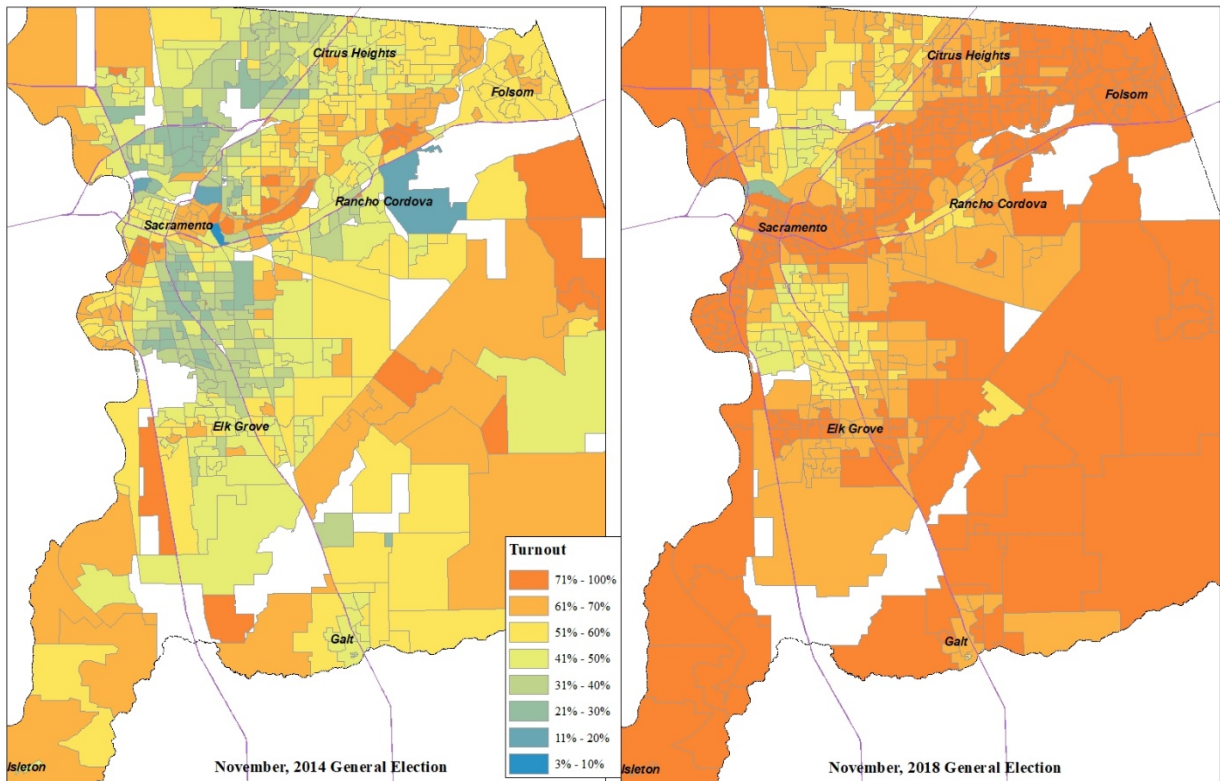 Citrus Heights
Folsom
Rancho Cordova
Sacramento
Elk Grove
Galt
Isleton
November, 2014 General Election
Turnout
71% - 100%
61% - 70%
51% - 60%
41% - 50%
31% - 40%
21% - 30%
11% - 20%
3% - 10%
Citrus Heights
Folsom
Rancho Cordova
Sacramento
Elk Grove
Galt
Isleton
November, 2018 General Election